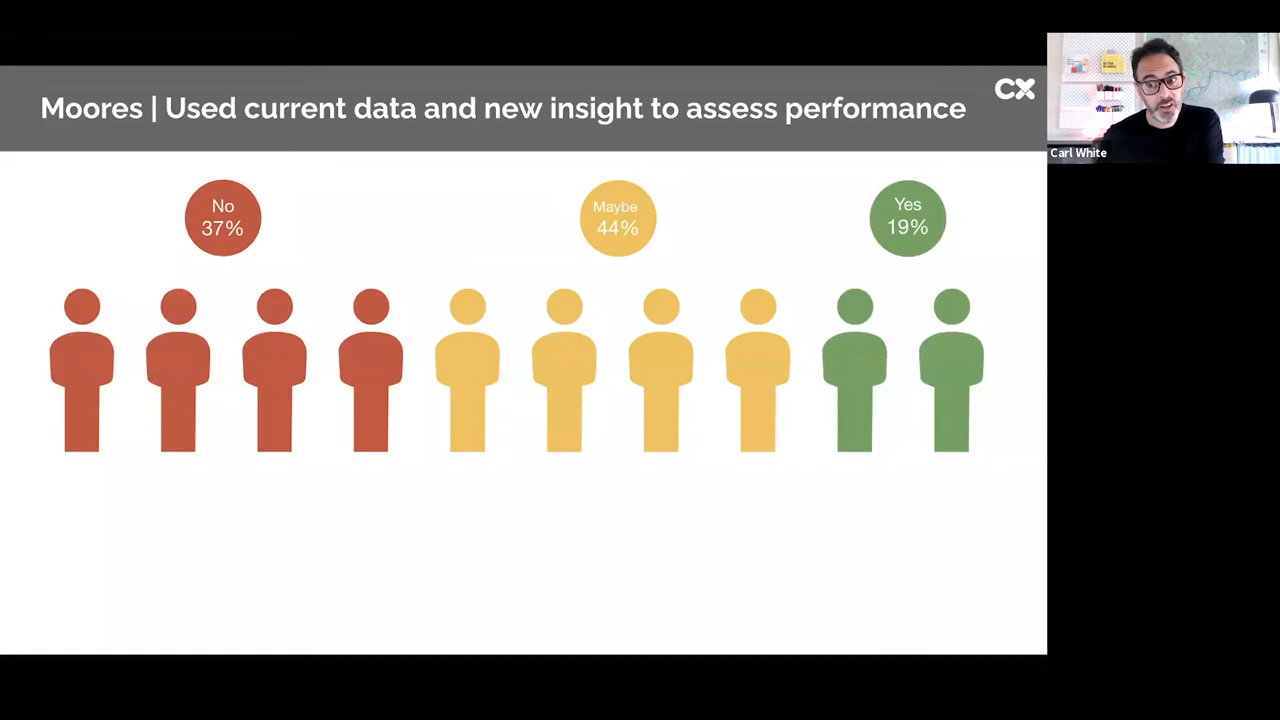 Moores | Used current data and new insight to assess performance
CX
No
37%
Maybe
44%
Yes
19%
Carl White